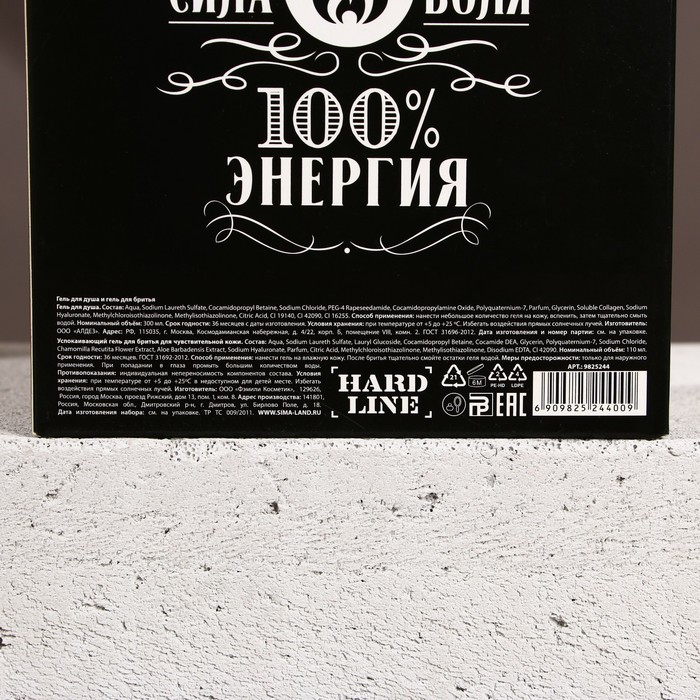 СИЛА ВОЛЯ
100%
ЭНЕРГИЯ
Гель для душа и гель для бритья
Гель для душа. Состав: Aqua, Sodium Laureth Sulfate, Cocamidopropyl Betaine, Sodium Chloride, PEG-4 Rapeseedamide, Cocamidopropylamine Oxide, Polyquaternium-7, Parfum, Glycerin, Soluble Collagen, Sodium
Hyaluronate, Methylchloroisothiazolinone, Methylisothiazolinone, Citric Acid, CI 19140, CI 42090, CI 16255. Способ применения: нанести небольшое количество геля на кожу, вспенить, затем тщательно смыть
водой. Номинальный объём: 300 мл. Срок годности: 36 месяцев с даты изготовления. Условия хранения: при температуре от +5 до +25 ºС. Избегать воздействия прямых солнечных лучей. Изготовитель:
ООО «АЛДЕЗ». Адрес: РФ, 115035, г. Москва, Космодамианская набережная, д. 4/22, корп. Б, помещение VIII, комн. 2. ГОСТ 31696-2012. Дата изготовления и номер партии: см. на упаковке.
Успокаивающий гель для бритья для чувствительной кожи. Состав: Aqua, Sodium Laureth Sulfate, Lauryl Glucoside, Cocamidopropyl Betaine, Cocamide DEA, Glycerin, Polyquaternium-7, Sodium Chloride,
Chamomilla Recutita Flower Extract, Aloe Barbadensis Extract, Sodium Hyaluronate, Parfum, Citric Acid, Methylchloroisothiazolinone, Methylisothiazolinone, Disodium EDTA, CI 42090. Номинальный объём: 110 мл.
Срок годности: 36 месяцев. ГОСТ 31692-2012. Способ применения: нанести гель на влажную кожу. После бритья тщательно смойте остатки геля водой. Меры предосторожности: только для наружного
применения. При попадании в глаза промыть большим количеством воды.
Противопоказания: индивидуальная непереносимость компонентов состава. Условия
хранения: при температуре от +5 до +25ºС в недоступном для детей месте. Избегать
воздействия прямых солнечных лучей. Изготовитель: ООО «Фэмили Косметик», 129626,
Россия, город Москва, проезд Рижский, дом 13, пом. 1, ком. 8. Адрес производства: 141801,
Россия, Московская обл., Дмитровский р-н, г. Дмитров, ул. Бирлово Поле, д. 18.
Дата изготовления набора: см. на упаковке. ТР ТС 009/2011. WWW.SIMA-LAND.RU
HARD
LINE
21
6M
PE-HD
LDPE
EAC
АРТ.: 9825244
6 909825 244009